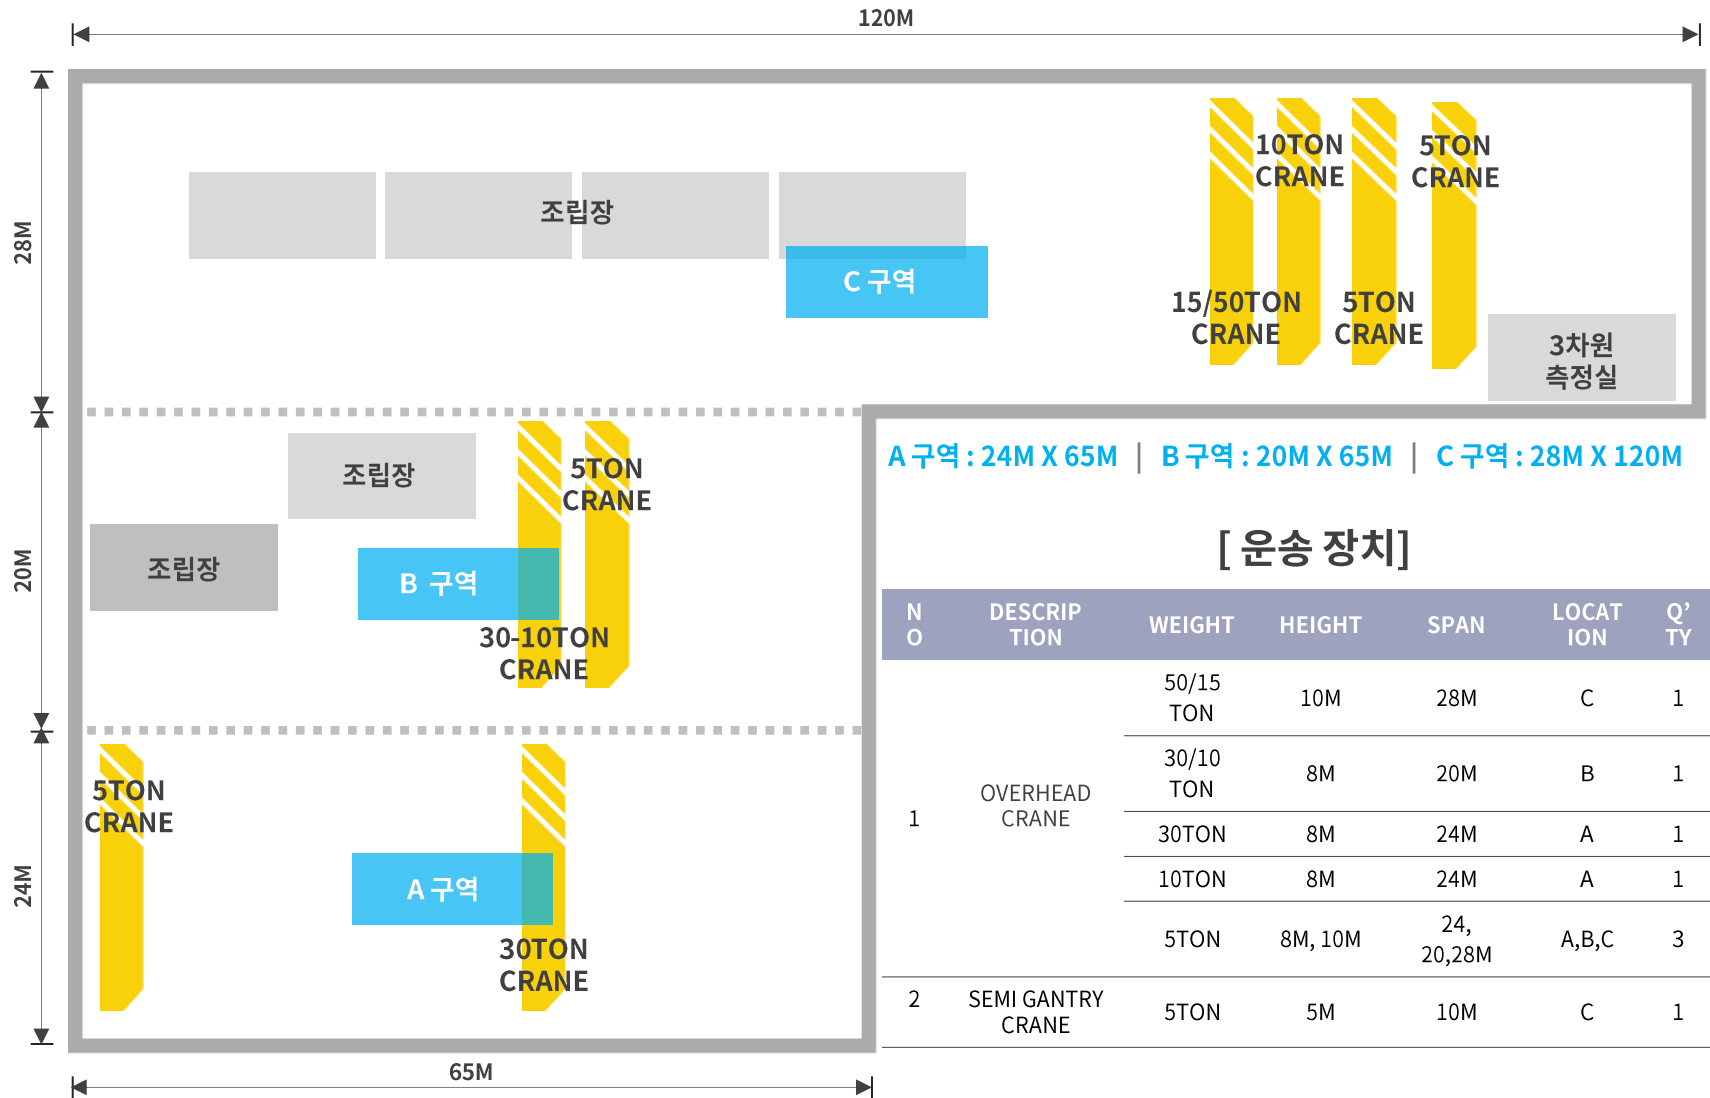 120M
28M
20M
24M
65M
조립장
C 구역
10TON
CRANE
5TON
CRANE
15/50TON
CRANE
5TON
CRANE
3차원
측정실
조립장
조립장
5TON
CRANE
B 구역
30-10TON
CRANE
5TON
CRANE
A 구역
30TON
CRANE
A 구역 : 24M X 65M | B 구역 : 20M X 65M | C 구역 : 28M X 120M
[ 운송 장치]
NO DESCRIPTION WEIGHT HEIGHT SPAN LOCATION Q’TY
1 OVERHEAD CRANE
50/15 TON 10M 28M C 1
30/10 TON 8M 20M B 1
30TON 8M 24M A 1
10TON 8M 24M A 1
5TON 8M, 10M 24, 20,28M A,B,C 3
2 SEMI GANTRY CRANE 5TON 5M 10M C 1